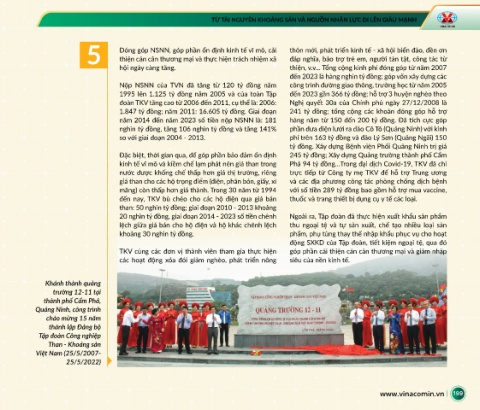 TỪ TÀI NGUYÊN KHOÁNG SẢN VÀ NGUỒN NHÂN LỰC ĐI LÊN GIÀU MẠNH
5
Đóng góp NSNN, góp phần ổn định kinh tế vĩ mô, cải
thiện cán cân thương mại và thực hiện trách nhiệm xã
hội ngày càng tăng.
Nộp NSNN của TVN đã tăng từ 120 tỷ đồng năm
1995 lên 1.125 tỷ đồng năm 2005 và của toàn Tập
đoàn TKV tăng cao từ 2006 đến 2011, cụ thể là: 2006:
1.847 tỷ đồng; năm 2011: 16.605 tỷ đồng. Giai đoạn
năm 2014 đến năm 2023 số tiền nộp NSNN là: 181
nghìn tỷ đồng, tăng 106 nghìn tỷ đồng và tăng 141%
so với giai đoạn 2004 - 2013.
Đặc biệt, thời gian qua, để góp phần bảo đảm ổn định
kinh tế vĩ mô và kiềm chế lạm phát nên giá than trong
nước được khống chế thấp hơn giá thị trường, riêng
giá than cho các hộ trọng điểm (điện, phân bón, giấy, xi
măng) còn thấp hơn giá thành. Trong 30 năm từ 1994
đến nay, TKV bù chéo cho các hộ điện qua giá bán
than: 50 nghìn tỷ đồng; giai đoạn 2010 - 2013 khoảng
20 nghìn tỷ đồng, giai đoạn 2014 - 2023 số tiền chênh
lệch giữa giá bán cho hộ điện và hộ khác chênh lệch
khoảng 30 nghìn tỷ đồng.
TKV cùng các đơn vị thành viên tham gia thực hiện
các hoạt động xóa đói giảm nghèo, phát triển nông
thôn mới, phát triển kinh tế - xã hội biển đảo, đền ơn
đáp nghĩa, bảo trợ trẻ em, người tàn tật, công tác từ
thiện, v.v... Tổng cộng kinh phí đóng góp từ năm 2007
đến 2023 là hàng nghìn tỷ đồng; góp vốn xây dựng các
công trình đường giao thông, trường học từ năm 2005
đến 2023 gần 366 tỷ đồng; hỗ trợ 3 huyện nghèo theo
Nghị quyết 30a của Chính phủ ngày 27/12/2008 là
241 tỷ đồng; tổng cộng các khoản đóng góp hỗ trợ
hàng năm từ 150 đến 200 tỷ đồng. Đã tích cực góp
phần đưa điện lưới ra đảo Cô Tô (Quảng Ninh) với kinh
phí trên 163 tỷ đồng và đảo Lý Sơn (Quảng Ngãi) 150
tỷ đồng. Xây dựng Bệnh viện Phổi Quảng Ninh trị giá
245 tỷ đồng; Xây dựng Quảng trường thành phố Cẩm
Phả 94 tỷ đồng...Trong đại dịch Covid-19, TKV đã chi
trực tiếp từ Công ty mẹ TKV để hỗ trợ Trung ương
và các địa phương công tác phòng chống dịch bệnh
với số tiền 289 tỷ đồng bao gồm hỗ trợ mua vaccine,
thuốc và trang thiết bị dụng cụ y tế các loại.
Ngoài ra, Tập đoàn đã thực hiện xuất khẩu sản phẩm
thu ngoại tệ và tự sản xuất, chế tạo nhiều loại sản
phẩm, phụ tùng thay thế nhập khẩu phục vụ cho hoạt
động SXKD của Tập đoàn, tiết kiệm ngoại tệ, qua đó
góp phần cải thiện cán cân thương mại và giảm nhập
siêu của nền kinh tế.
Khánh thành quảng
trường 12-11 tại
thành phố Cẩm Phả,
Quảng Ninh, công trình
chào mừng 15 năm
thành lập Đảng bộ
Tập đoàn Công nghiệp
Than - Khoáng sản
Việt Nam (25/5/2007-
25/5/2022)
QUẢNG TRƯỜNG 12 - 11
www.vinacomin.vn
199